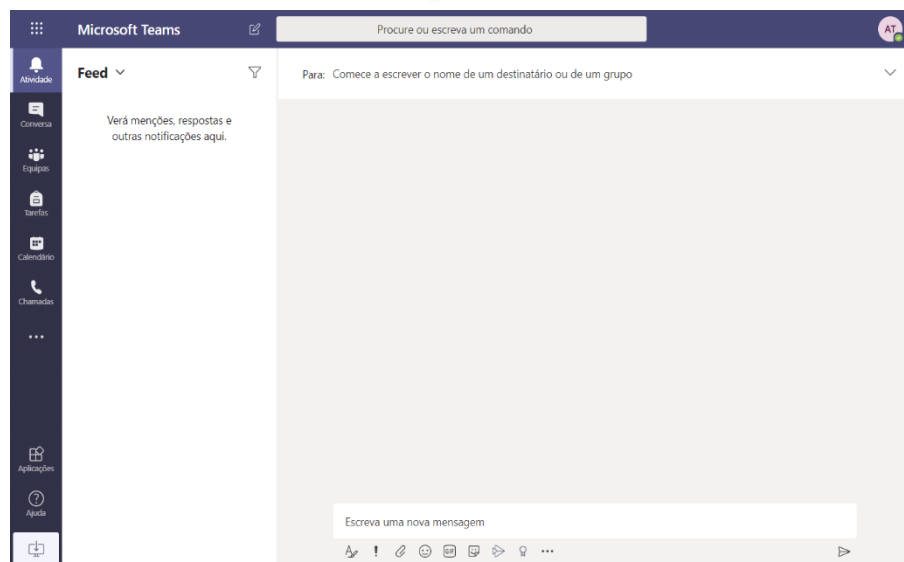 Microsoft Teams
Procure ou escreva um comando
AT
Atividade
Conversa
Equipas
Tarefas
Calendário
Chamadas
Aplicações
Ajuda
Feed
Verá menções, respostas e
outras notificações aqui.
Para: Comece a escrever o nome de um destinatário ou de um grupo
Escreva uma nova mensagem
GIF